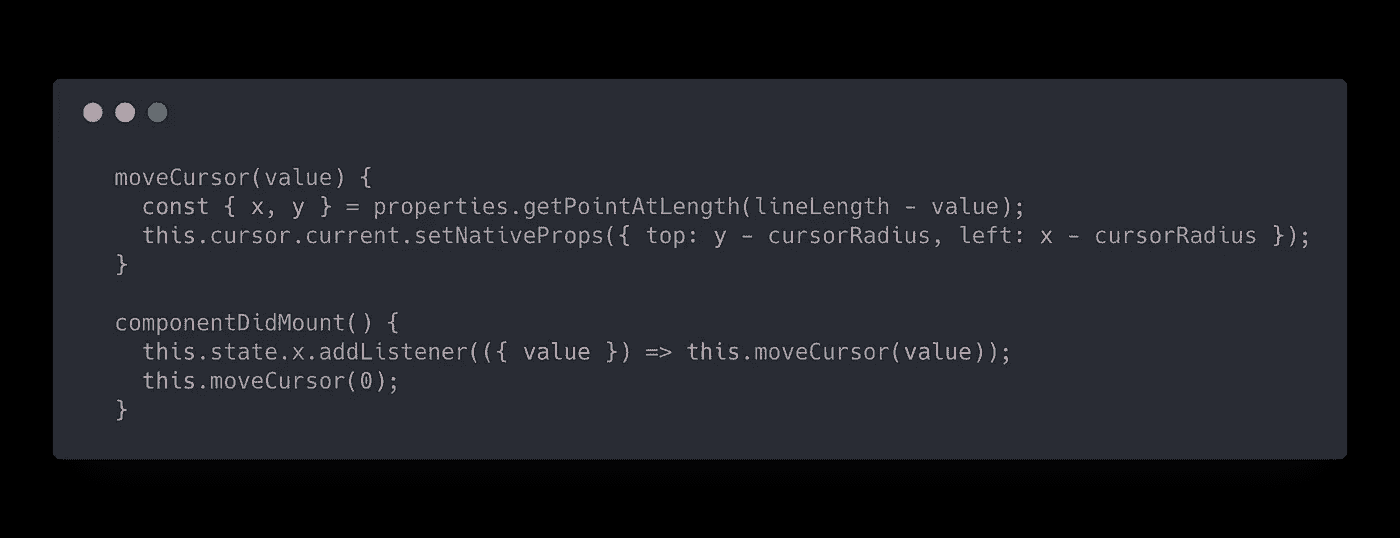 moveCursor(value) {
  const { x, y } = properties.getPointAtLength(lineLength - value);
  this.cursor.current.setNativeProps({ top: y - cursorRadius, left: x - cursorRadius });
}

componentDidMount() {
  this.state.x.addListener(({ value }) => this.moveCursor(value));
  this.moveCursor(0);
}